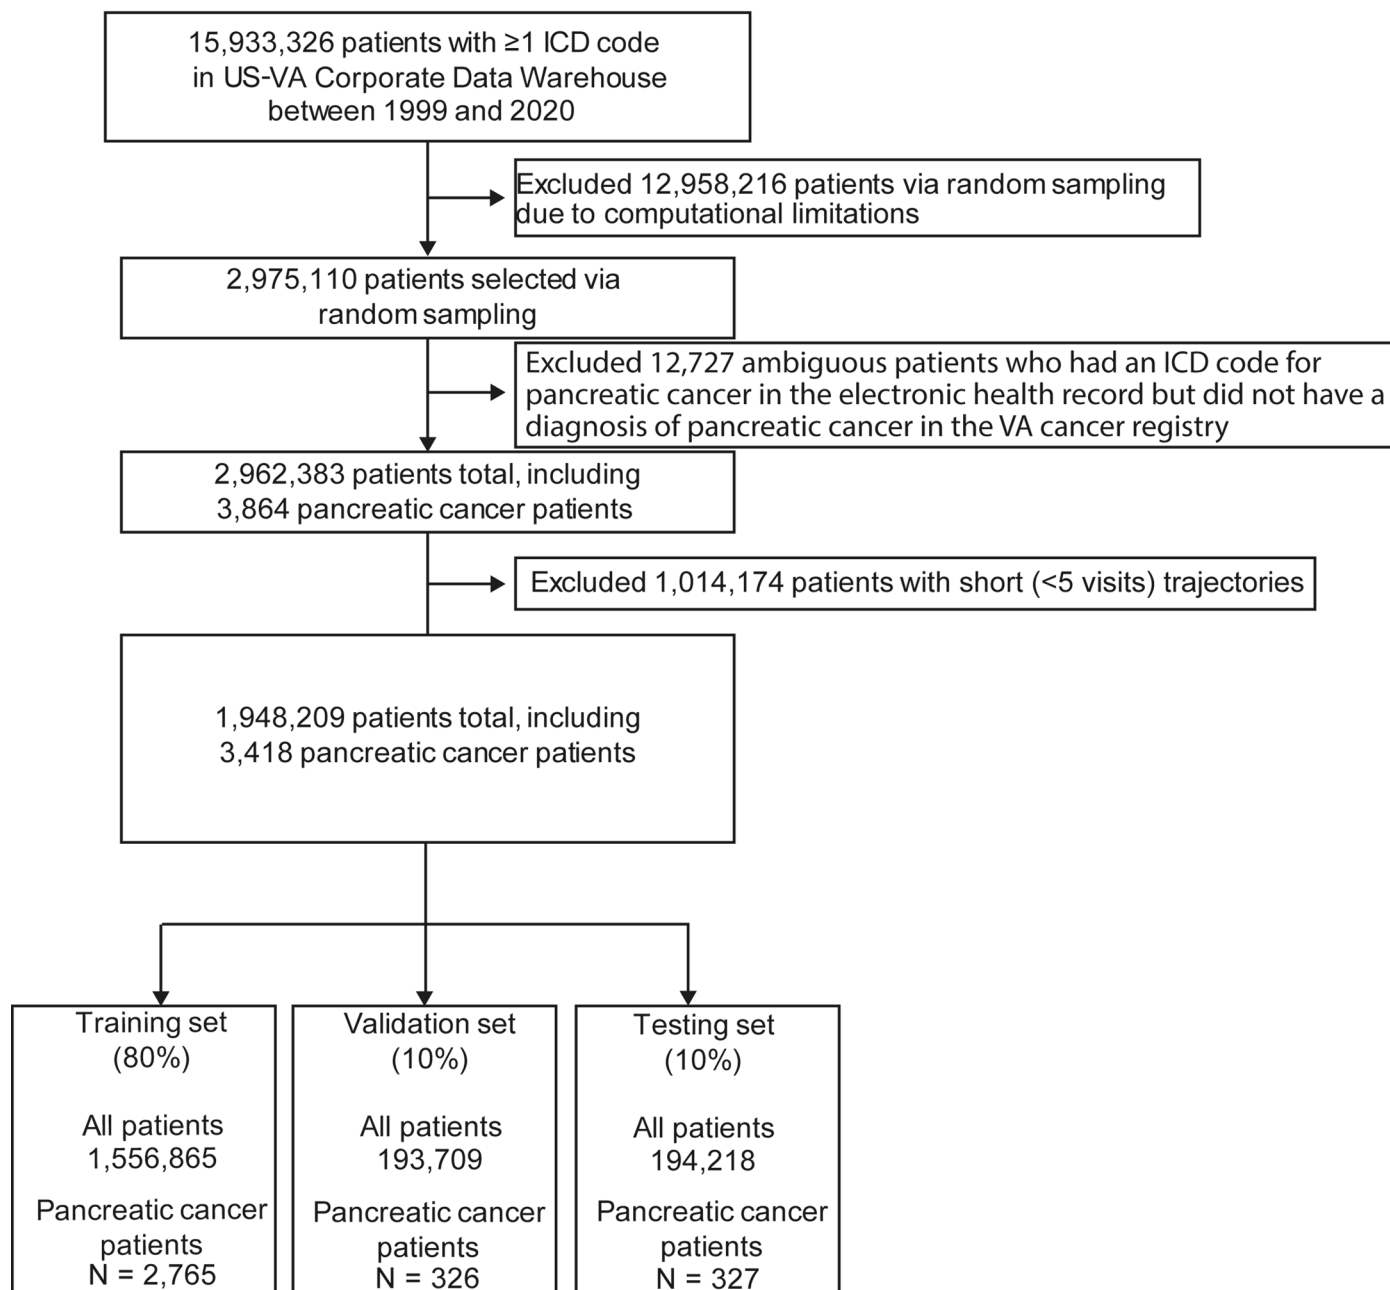 15,933,326 patients with ≥1 ICD code
in US-VA Corporate Data Warehouse
between 1999 and 2020
Excluded 12,958,216 patients via random sampling
due to computational limitations
2,975,110 patients selected via
random sampling
Excluded 12,727 ambiguous patients who had an ICD code for
pancreatic cancer in the electronic health record but did not have a
diagnosis of pancreatic cancer in the VA cancer registry
2,962,383 patients total, including
3,864 pancreatic cancer patients
Excluded 1,014,174 patients with short (<5 visits) trajectories
1,948,209 patients total, including
3,418 pancreatic cancer patients
Training set
(80%)
All patients
1,556,865
Pancreatic cancer
patients
N = 2,765
Validation set
(10%)
All patients
193,709
Pancreatic cancer
patients
N = 326
Testing set
(10%)
All patients
194,218
Pancreatic cancer
patients
N = 327